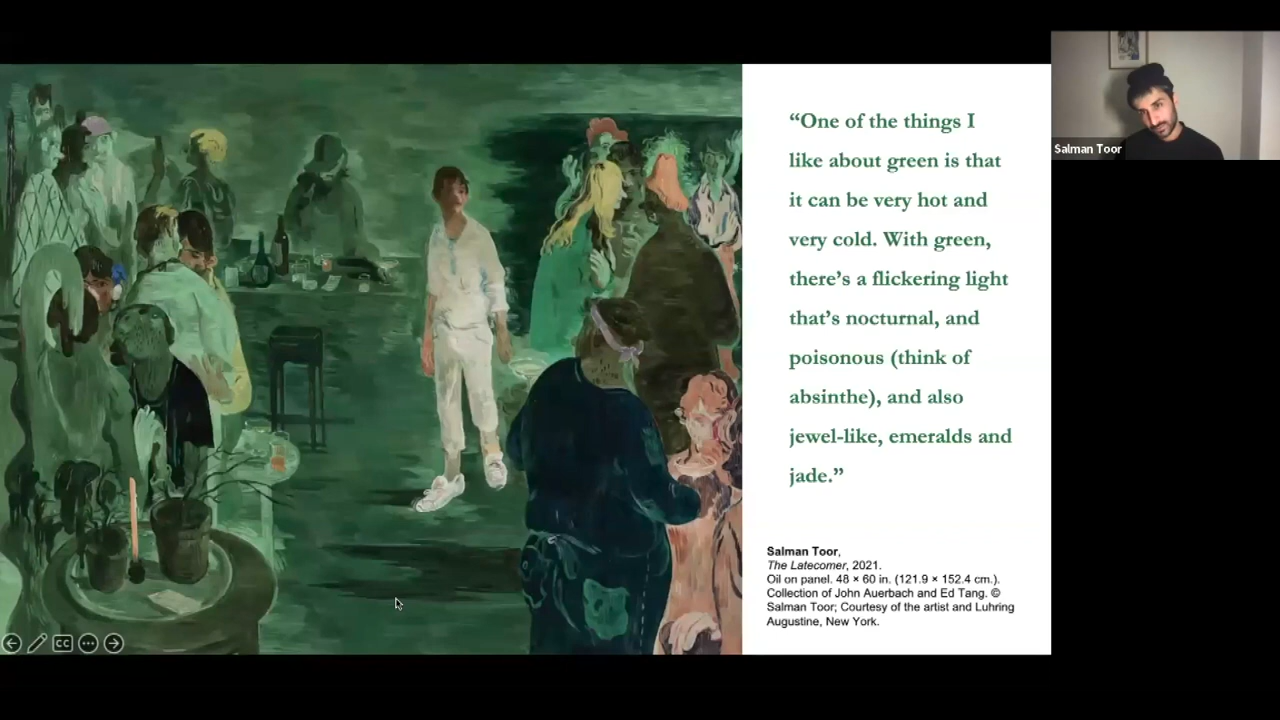 “One of the things I
like about green is that
it can be very hot and
very cold. With green,
there’s a flickering light
that’s nocturnal, and
poisonous (think of
absinthe), and also
jewel-like, emeralds and
jade.”
Salman Toor,
The Latecomer, 2021.
Oil on panel. 48 × 60 in. (121.9 × 152.4 cm.).
Collection of John Auerbach and Ed Tang. ©
Salman Toor; Courtesy of the artist and Luhring
Augustine, New York.
Salman Toor
CC